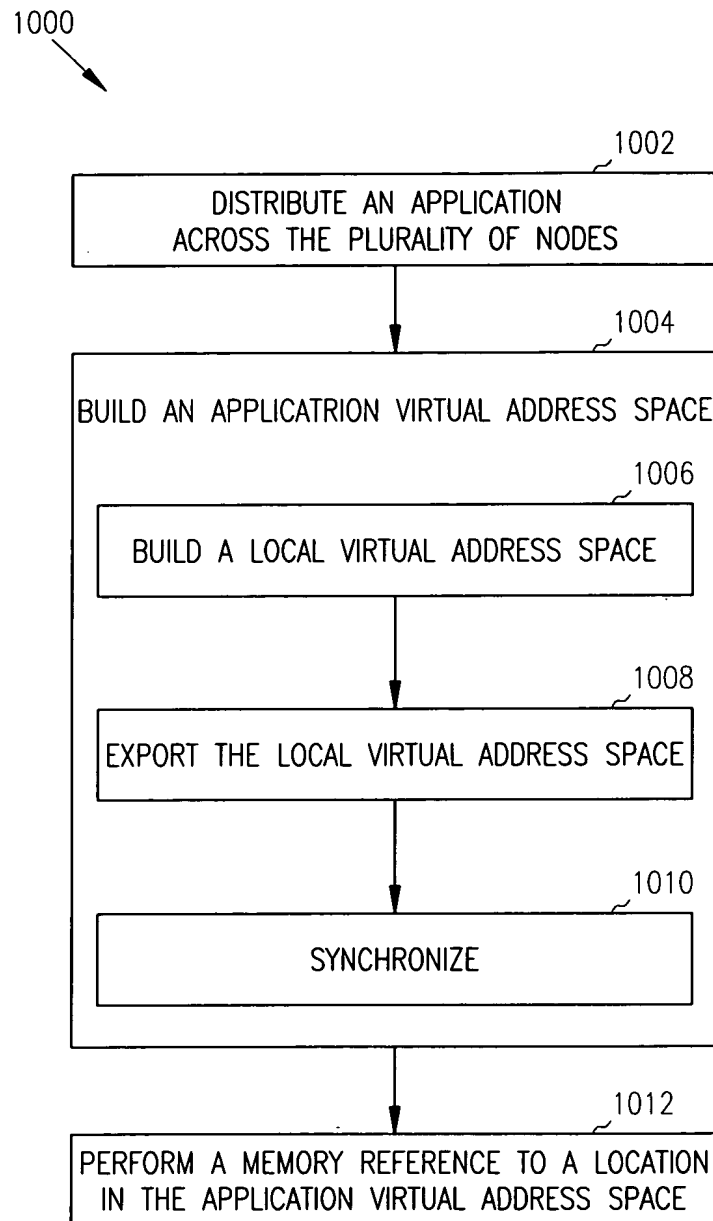 1000
1002
DISTRIBUTE AN APPLICATION
ACROSS THE PLURALITY OF NODES
1004
BUILD AN APPLICATRION VIRTUAL ADDRESS SPACE
1006
BUILD A LOCAL VIRTUAL ADDRESS SPACE
1008
EXPORT THE LOCAL VIRTUAL ADDRESS SPACE
1010
SYNCHRONIZE
1012
PERFORM A MEMORY REFERENCE TO A LOCATION
IN THE APPLICATION VIRTUAL ADDRESS SPACE